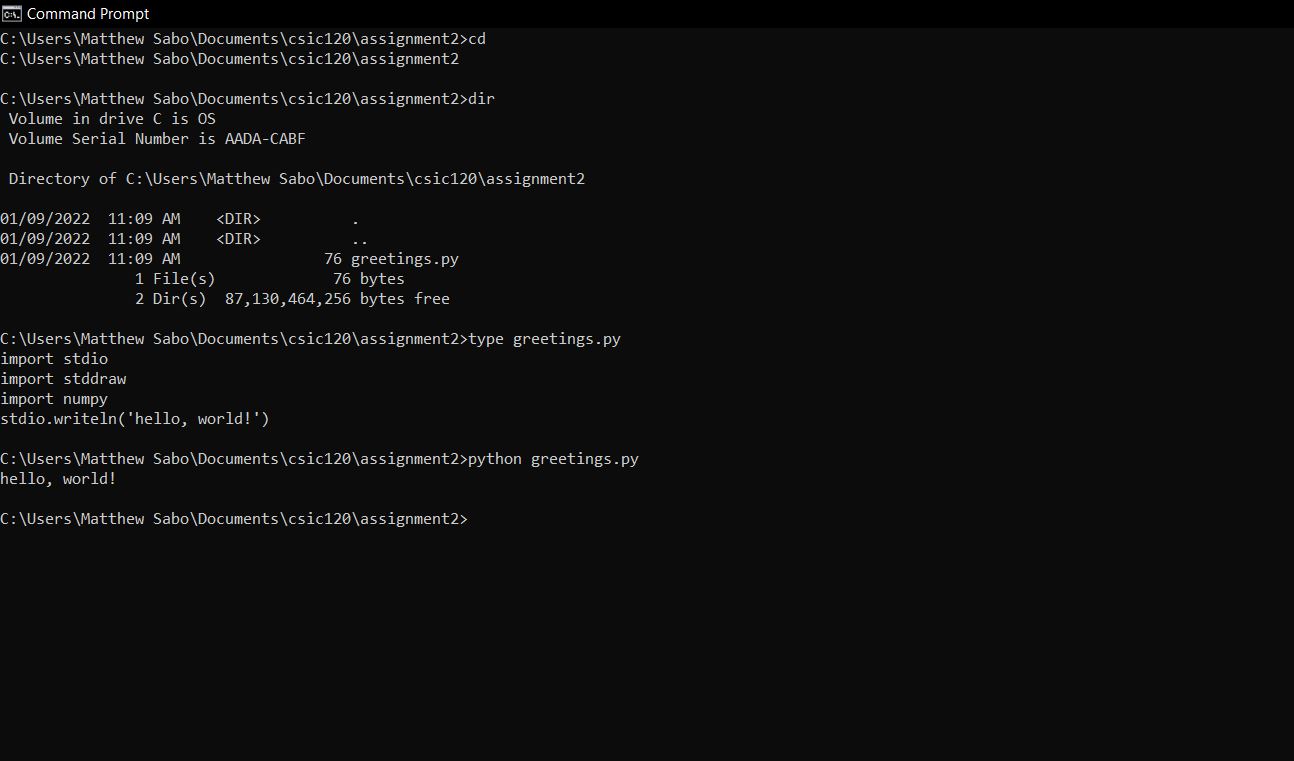 Command Prompt
C:\Users\Matthew Sabo\Documents\csic120\assignment2>cd
C:\Users\Matthew Sabo\Documents\csic120\assignment2
C:\Users\Matthew Sabo\Documents\csic120\assignment2>dir
 Volume in drive C is OS
 Volume Serial Number is AADA-CABF
 Directory of C:\Users\Matthew Sabo\Documents\csic120\assignment2
01/09/2022  11:09 AM    <DIR>          .
01/09/2022  11:09 AM    <DIR>          ..
01/09/2022  11:09 AM                76 greetings.py
               1 File(s)             76 bytes
               2 Dir(s)  87,130,464,256 bytes free
C:\Users\Matthew Sabo\Documents\csic120\assignment2>type greetings.py
import stdio
import stddraw
import numpy
stdio.writeln('hello, world!')
C:\Users\Matthew Sabo\Documents\csic120\assignment2>python greetings.py
hello, world!
C:\Users\Matthew Sabo\Documents\csic120\assignment2>